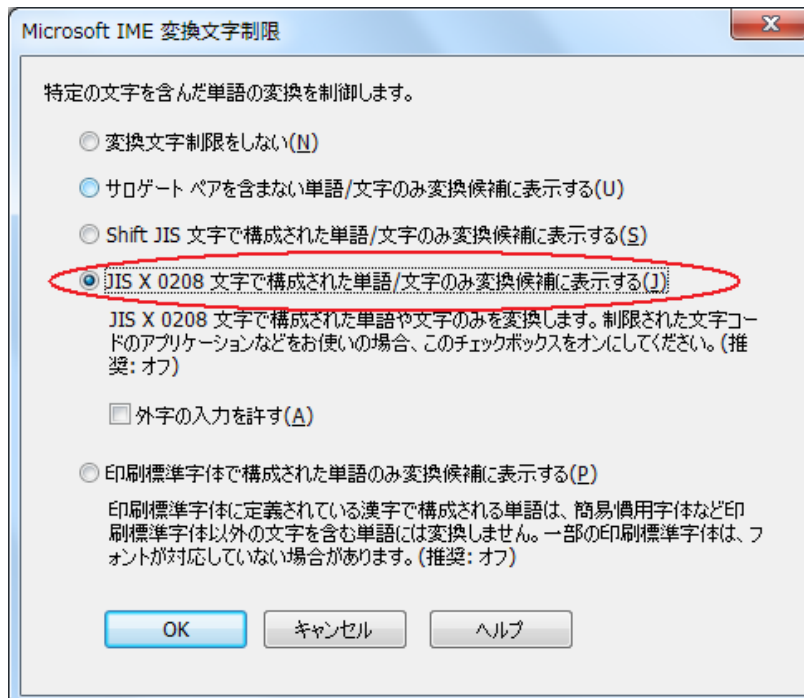 Microsoft IME 変換文字制限
特定の文字を含んだ単語の変換を制御します。
変換文字制限をしない(N)
サロゲート ペアを含まない単語/文字のみ変換候補に表示する(U)
Shift JIS 文字で構成された単語/文字のみ変換候補に表示する(S)
JIS X 0208 文字で構成された単語/文字のみ変換候補に表示する(J)
JIS X 0208 文字で構成された単語や文字のみを変換します。制限された文字コー
ドのアプリケーションなどをお使いの場合、このチェックボックスをオンにしてください。(推
奨: オフ)
外字の入力を許す(A)
印刷標準字体で構成された単語のみ変換候補に表示する(P)
印刷標準字体に定義されている漢字で構成される単語は、簡易慣用字体など印
刷標準字体以外の文字を含む単語には変換しません。一部の印刷標準字体は、フ
ォントが対応していない場合があります。(推奨: オフ)
OK
キャンセル
ヘルプ